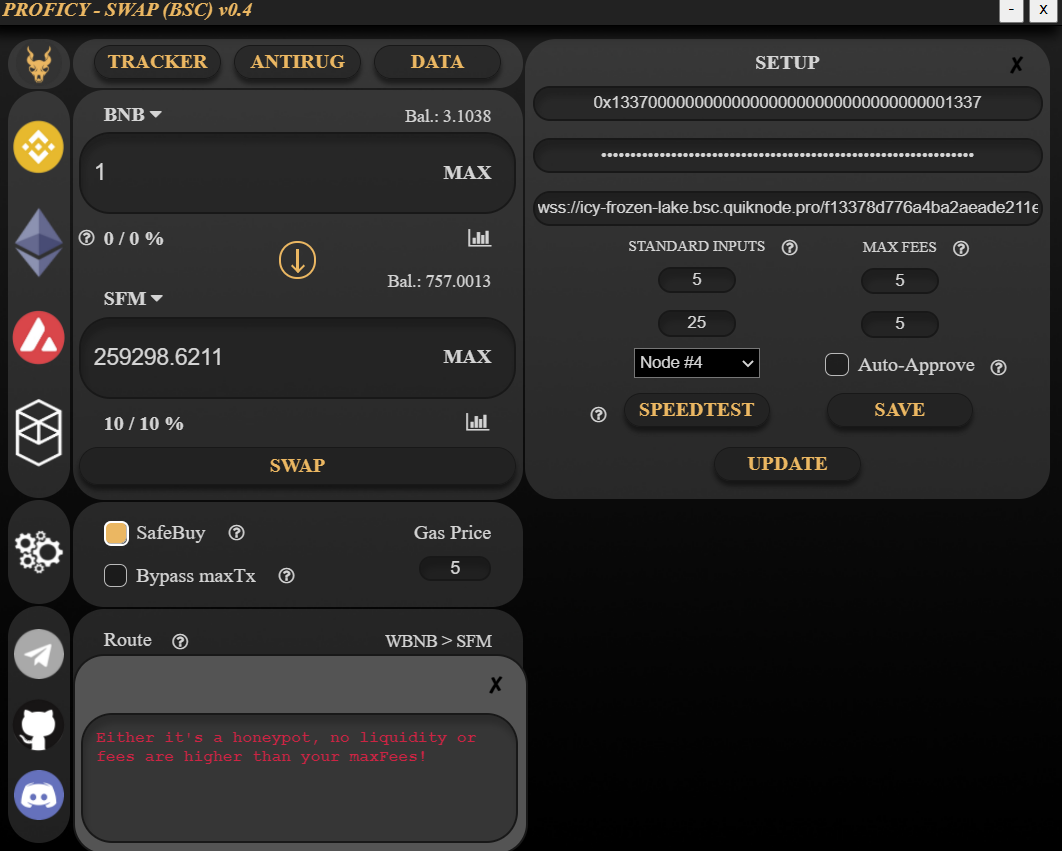 PROFICY - SWAP (BSC) v0.4
- X
TRACKER ANTIRUG DATA
BNB Bal.: 3.1038
1 MAX
? 0 / 0 %
Bal.: 757.0013
SFM
259298.6211 MAX
10 / 10 %
SWAP
SafeBuy ? Gas Price
Bypass maxTx ? 5
Route ? WBNB > SFM
X
Either it's a honeypot, no liquidity or
fees are higher than your maxFees!
SETUP X
••••••••••••••••••••••••••••••••••••••••••••••••••••••••••••••••
wss://icy-frozen-lake.bsc.quiknode.pro/f13378d776a4ba2aeade211e
STANDARD INPUTS ? MAX FEES ?
5 5
25 5
Node #4 Auto-Approve ?
? SPEEDTEST SAVE
UPDATE